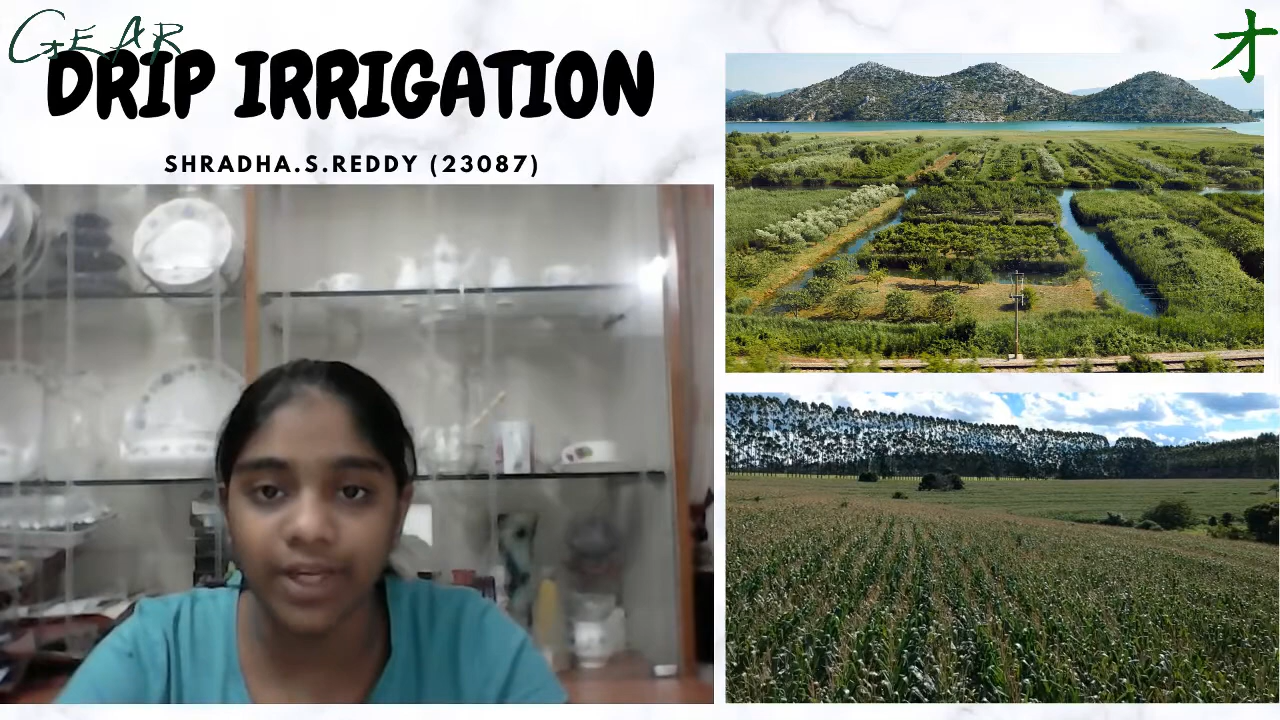 GEAR
才
DRIP IRRIGATION
SHRADHA.S.REDDY (23087)